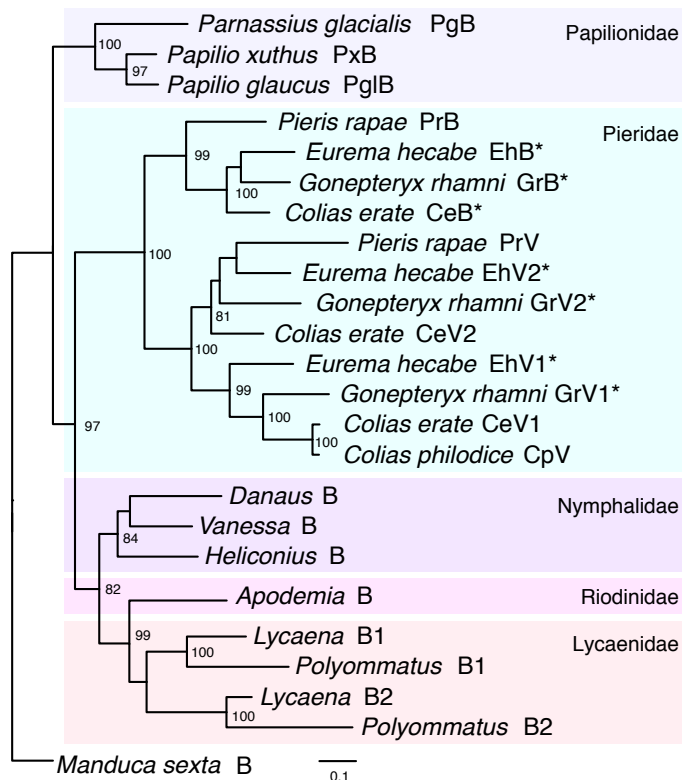 Parnassius glacialis PgB
Papilionidae
100
Papilio xuthus PxB
97
Papilio glaucus PglB
Pieris rapae PrB
Pieridae
99
Eurema hecabe EhB*
100
Gonepteryx rhamni GrB*
Colias erate CeB*
Pieris rapae PrV
100
Eurema hecabe EhV2*
Gonepteryx rhamni GrV2*
81
Colias erate CeV2
100
Eurema hecabe EhV1*
99
Gonepteryx rhamni GrV1*
100
Colias erate CeV1
97
100
Colias philodice CpV
Danaus B
Nymphalidae
Vanessa B
84
Heliconius B
82
Apodemia B
Riodinidae
99
Lycaena B1
Lycaenidae
100
Polyommatus B1
Lycaena B2
100
Polyommatus B2
Manduca sexta B
0.1